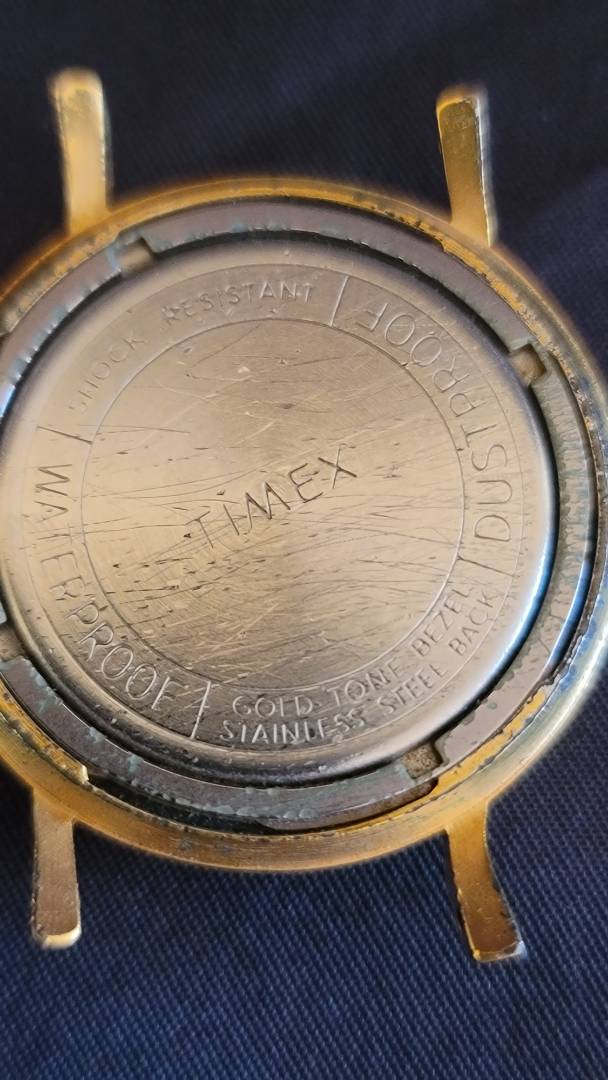 TIMEX
SHOCK RESISTANT
DUSTPROOF
GOLD TONE BEZEL
STAINLESS STEEL BACK
WATERPROOF